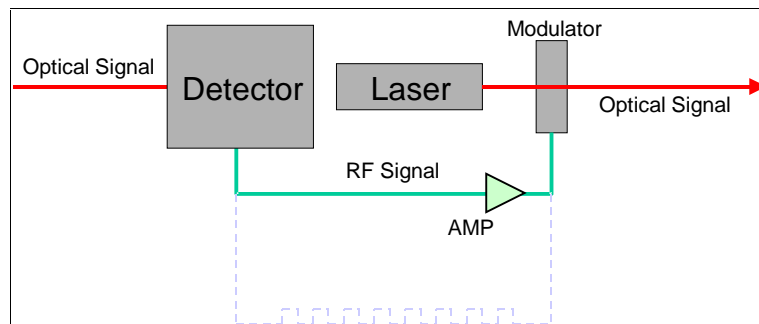 Modulator
Optical Signal
Detector
Laser
Optical Signal
RF Signal
AMP